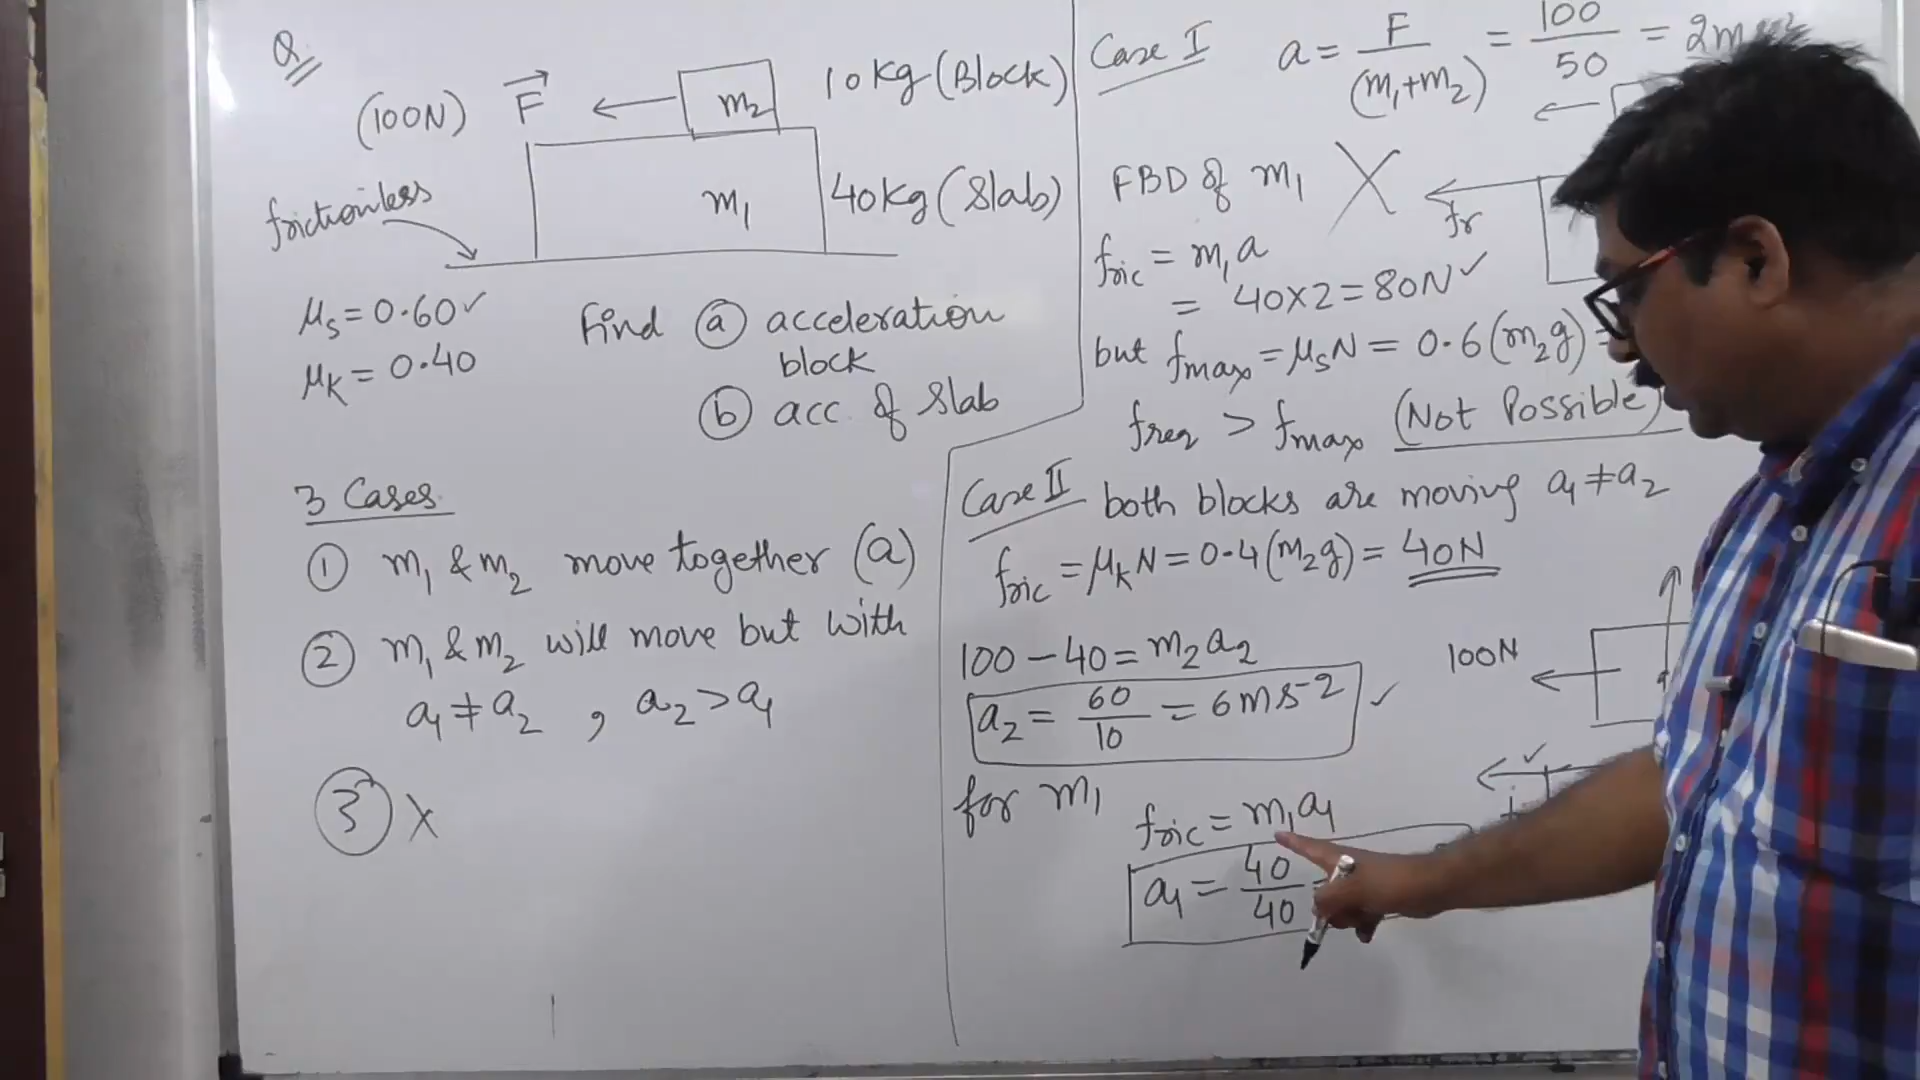 Q.
(100N) F m2 10kg (Block)
frictionless m1 40kg (Slab)
μs = 0.60 ✓
μk = 0.40
Find (a) acceleration
block
(b) acc. of slab
3 Cases
① m1 & m2 move together (a)
② m1 & m2 will move but with
a1 ≠ a2 , a2 > a1
③ X
Case I a = F/(m1+m2) = 100/50 = 2m
FBD of m1 X fr
fric = m1a
= 40×2 = 80N ✓
but fmax = μsN = 0.6(m2g) =
freq > fmax (Not Possible)
Case II both blocks are moving a1 ≠ a2
fric = μkN = 0.4(m2g) = 40N
100 − 40 = m2a2
100N
a2 = 60/10 = 6ms-2 ✓
for m1
fric = m1a1
a1 = 40/40 =